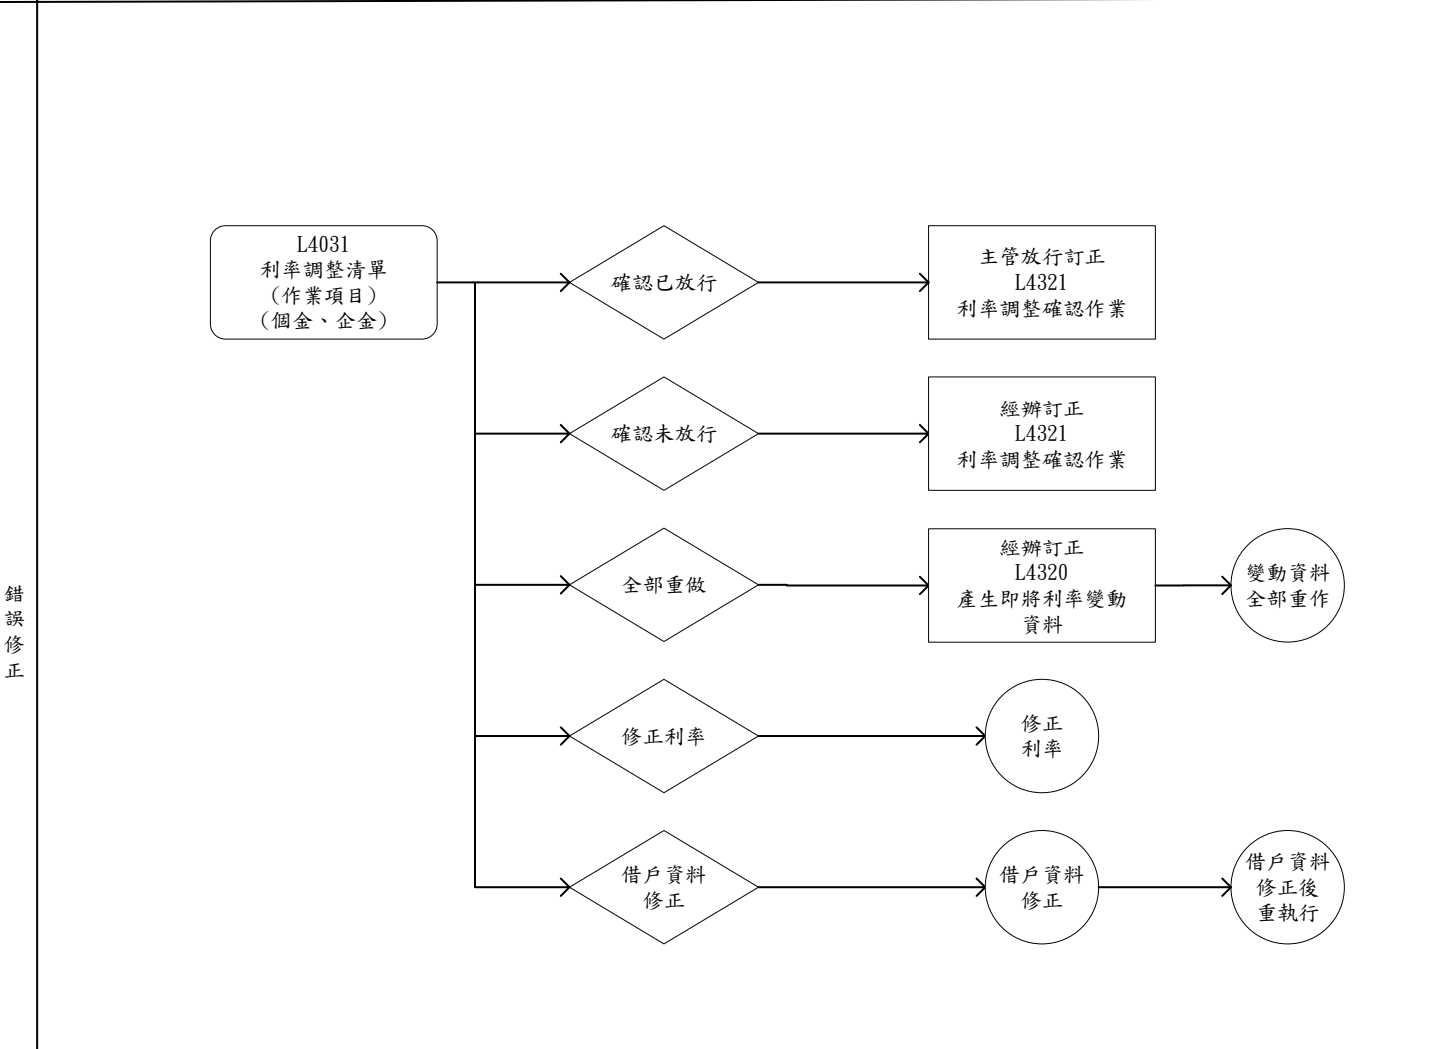 L4031
利率調整清單
(作業項目)
(個金、企金)
確認已放行
主管放行訂正
L4321
利率調整確認作業
確認未放行
經辦訂正
L4321
利率調整確認作業
全部重做
經辦訂正
L4320
產生即將利率變動
資料
變動資料
全部重作
錯
誤
修
正
修正利率
修正
利率
借戶資料
修正
借戶資料
修正
借戶資料
修正後
重執行